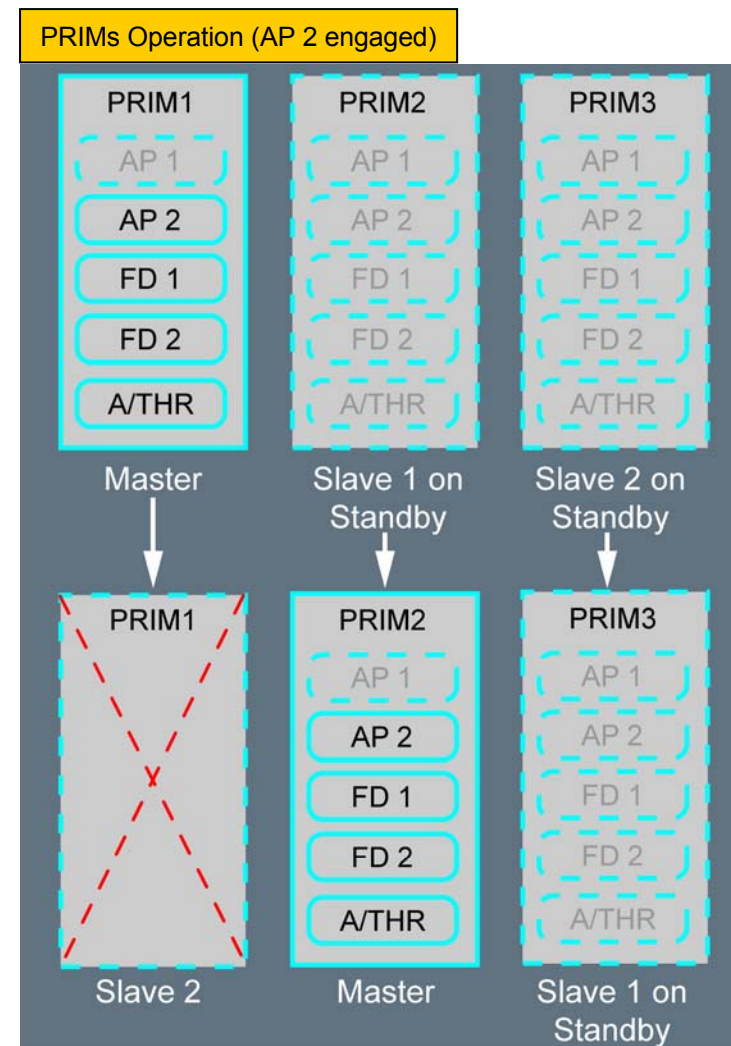 PRIMs Operation (AP 2 engaged)
PRIM1
AP 1
AP 2
FD 1
FD 2
A/THR
Master
PRIM2
AP 1
AP 2
FD 1
FD 2
A/THR
Slave 1 on
Standby
PRIM3
AP 1
AP 2
FD 1
FD 2
A/THR
Slave 2 on
Standby
PRIM1
Slave 2
PRIM2
AP 1
AP 2
FD 1
FD 2
A/THR
Master
PRIM3
AP 1
AP 2
FD 1
FD 2
A/THR
Slave 1 on
Standby